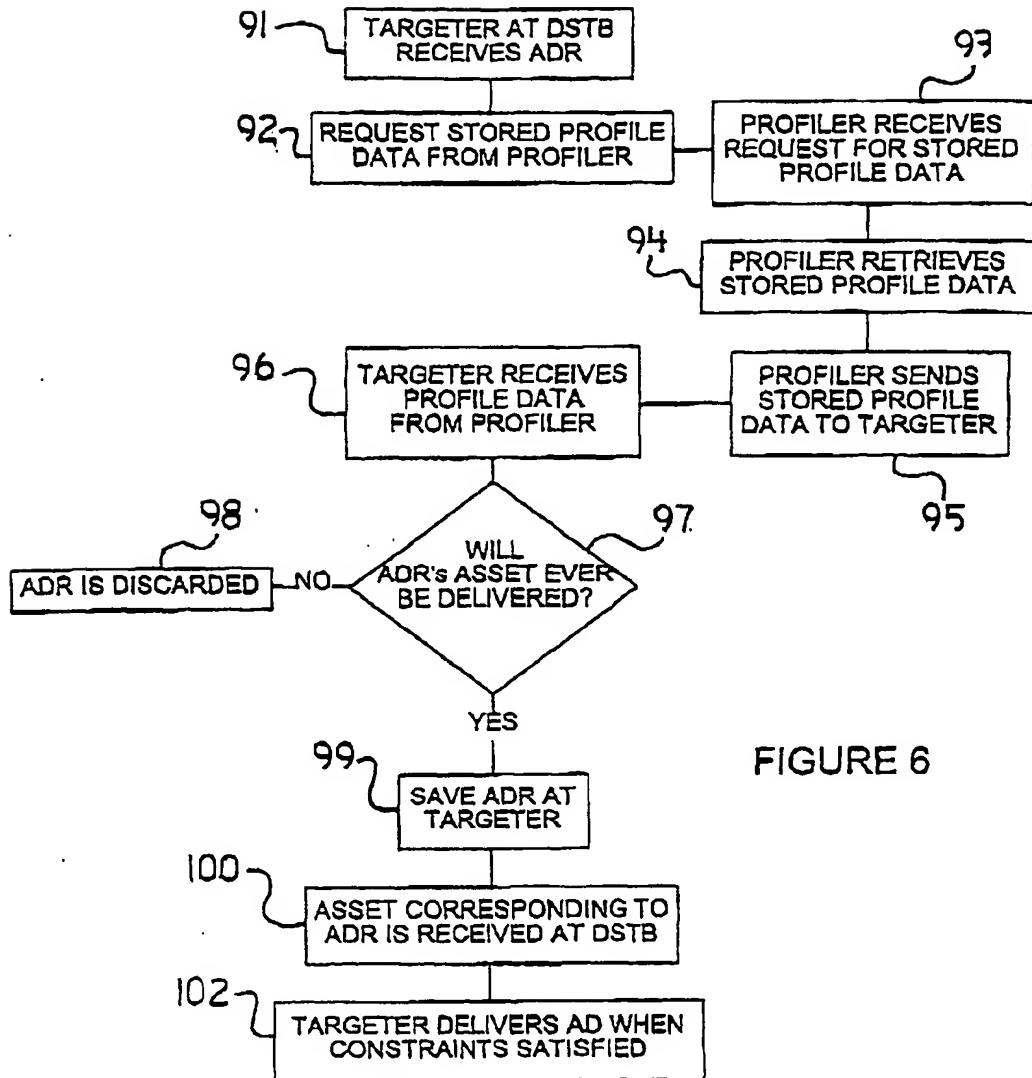 91
TARGETER AT DSTB
RECEIVES ADR
92
REQUEST STORED PROFILE
DATA FROM PROFILER
93
PROFILER RECEIVES
REQUEST FOR STORED
PROFILE DATA
94
PROFILER RETRIEVES
STORED PROFILE DATA
PROFILER SENDS
STORED PROFILE
DATA TO TARGETER
95
96
TARGETER RECEIVES
PROFILE DATA
FROM PROFILER
97
WILL
ADR's ASSET EVER
BE DELIVERED?
NO
98
ADR IS DISCARDED
YES
99
SAVE ADR AT
TARGETER
FIGURE 6
100
ASSET CORRESPONDING TO
ADR IS RECEIVED AT DSTB
102
TARGETER DELIVERS AD WHEN
CONSTRAINTS SATISFIED